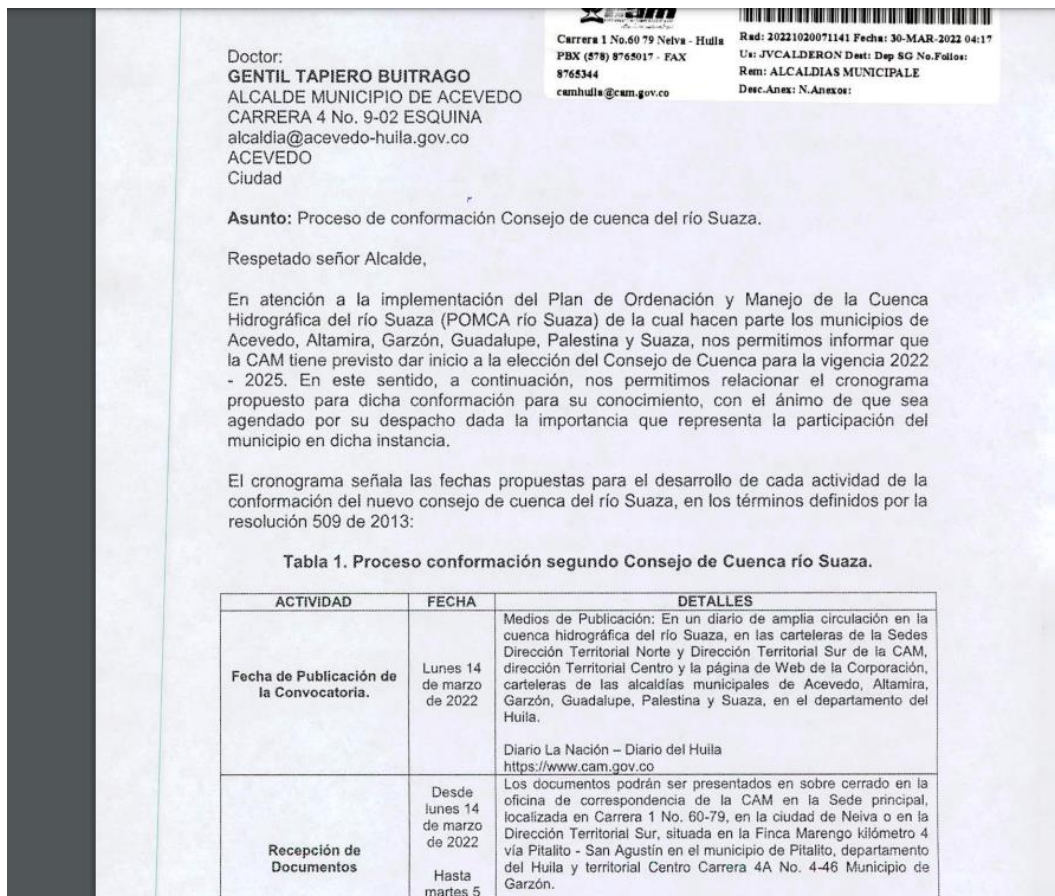 cam
Carrera 1 No.60 79 Neiva - Huila
PBX (578) 8765017 - FAX
8765344
camhuila@cam.gov.co
Rad: 20221020071141 Fecha: 30-MAR-2022 04:17
Us: JVCALDERON Dest: Dep SG No.Folios:
Rem: ALCALDIAS MUNICIPALE
Desc.Anex: N.Anexos:
Doctor:
GENTIL TAPIERO BUITRAGO
ALCALDE MUNICIPIO DE ACEVEDO
CARRERA 4 No. 9-02 ESQUINA
alcaldia@acevedo-huila.gov.co
ACEVEDO
Ciudad
Asunto: Proceso de conformación Consejo de cuenca del río Suaza.
Respetado señor Alcalde,
En atención a la implementación del Plan de Ordenación y Manejo de la Cuenca
Hidrográfica del río Suaza (POMCA río Suaza) de la cual hacen parte los municipios de
Acevedo, Altamira, Garzón, Guadalupe, Palestina y Suaza, nos permitimos informar que
la CAM tiene previsto dar inicio a la elección del Consejo de Cuenca para la vigencia 2022
- 2025. En este sentido, a continuación, nos permitimos relacionar el cronograma
propuesto para dicha conformación para su conocimiento, con el ánimo de que sea
agendado por su despacho dada la importancia que representa la participación del
municipio en dicha instancia.
El cronograma señala las fechas propuestas para el desarrollo de cada actividad de la
conformación del nuevo consejo de cuenca del río Suaza, en los términos definidos por la
resolución 509 de 2013:
Tabla 1. Proceso conformación segundo Consejo de Cuenca río Suaza.
ACTIVIDAD FECHA DETALLES
Fecha de Publicación de
la Convocatoria.
Lunes 14
de marzo
de 2022
Medios de Publicación: En un diario de amplia circulación en la
cuenca hidrográfica del río Suaza, en las carteleras de la Sedes
Dirección Territorial Norte y Dirección Territorial Sur de la CAM,
dirección Territorial Centro y la página de Web de la Corporación,
carteleras de las alcaldías municipales de Acevedo, Altamira,
Garzón, Guadalupe, Palestina y Suaza, en el departamento del
Huila.
Diario La Nación – Diario del Huila
https://www.cam.gov.co
Recepción de
Documentos
Desde
lunes 14
de marzo
de 2022
Hasta
martes 5
Los documentos podrán ser presentados en sobre cerrado en la
oficina de correspondencia de la CAM en la Sede principal,
localizada en Carrera 1 No. 60-79, en la ciudad de Neiva o en la
Dirección Territorial Sur, situada en la Finca Marengo kilómetro 4
vía Pitalito - San Agustín en el municipio de Pitalito, departamento
del Huila y territorial Centro Carrera 4A No. 4-46 Municipio de
Garzón.